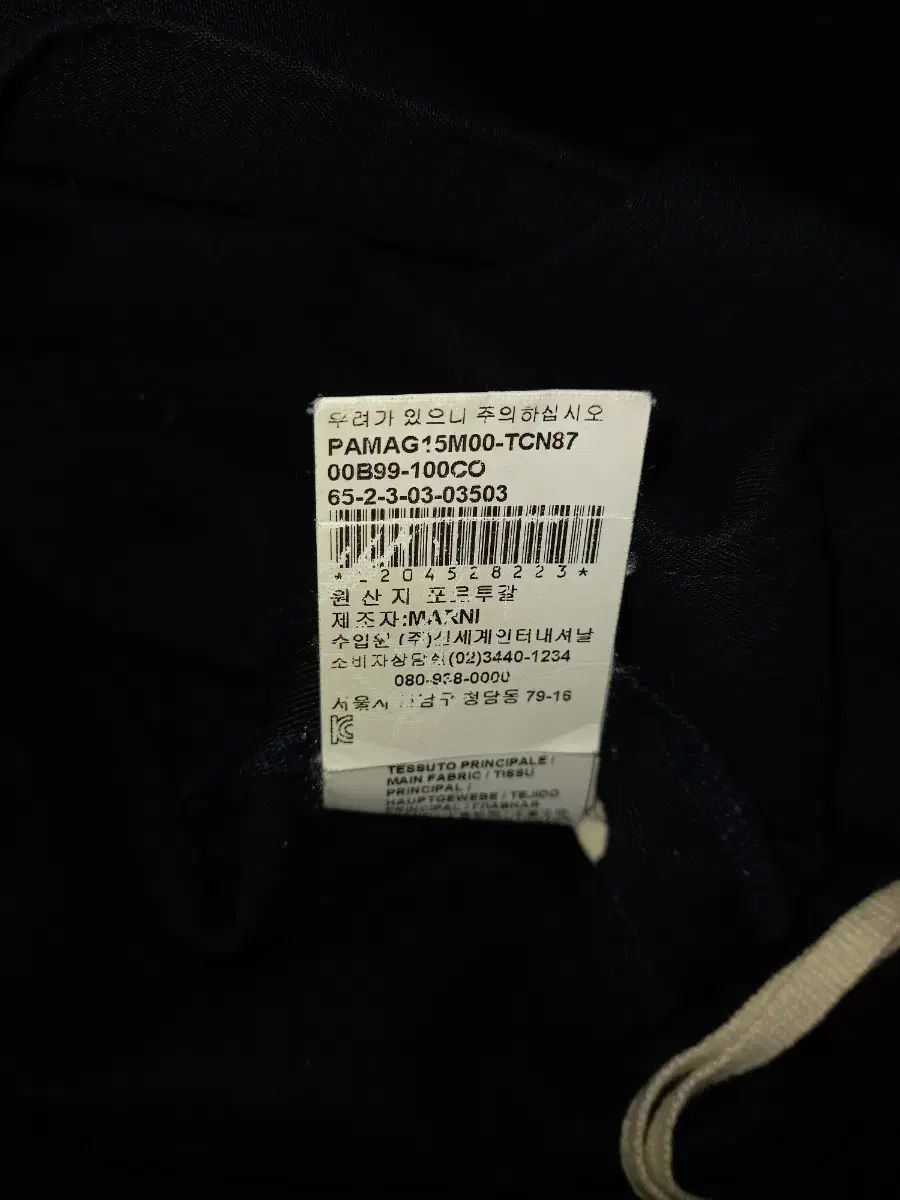 우려가 있으니 주의하십시오
PAMAG15M00-TCN87
00B99-100CO
65-2-3-03-03503
204528223*
원 산 지 포르투갈
제조자:MARNI
수입원 (주)신세계인터내셔날
소비자상담실(02)3440-1234
080-938-0000
서울시 강남구 청담동 79-16
TESSUTO PRINCIPALE /
MAIN FABRIC / TISSU
PRINCIPAL /
HAUPTGEWEBE / TEJIDO
PRINCIPAL / ГЛАВНАЯ